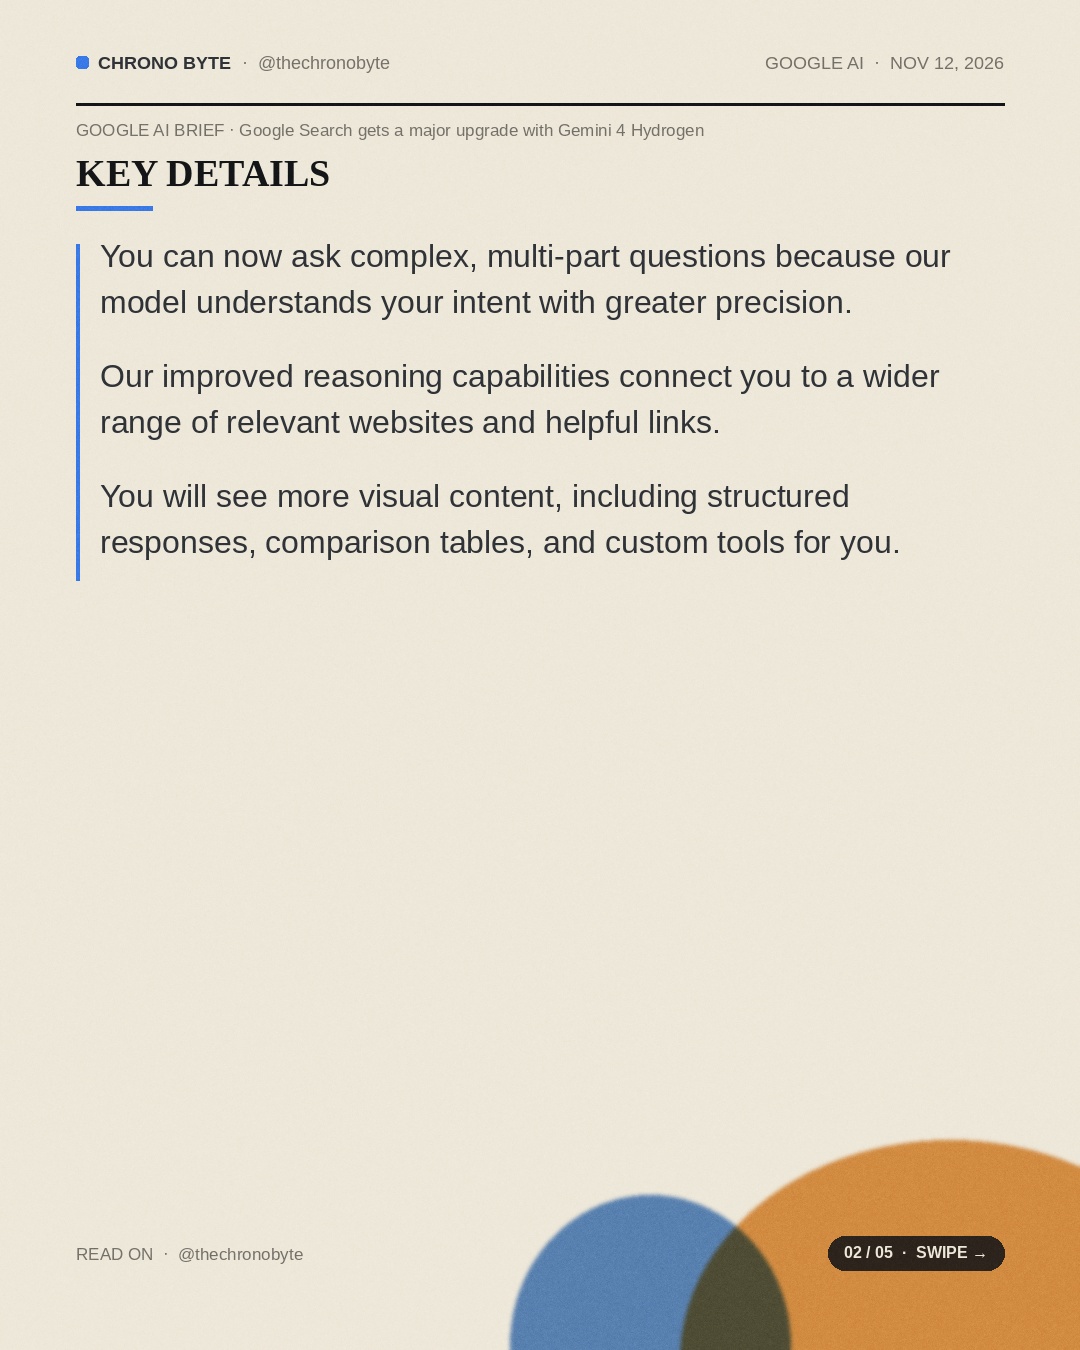 CHRONO BYTE · @thechronobyte
GOOGLE AI · NOV 12, 2026
GOOGLE AI BRIEF · Google Search gets a major upgrade with Gemini 4 Hydrogen
KEY DETAILS
You can now ask complex, multi-part questions because our
model understands your intent with greater precision.
Our improved reasoning capabilities connect you to a wider
range of relevant websites and helpful links.
You will see more visual content, including structured
responses, comparison tables, and custom tools for you.
READ ON · @thechronobyte
02 / 05 · SWIPE →